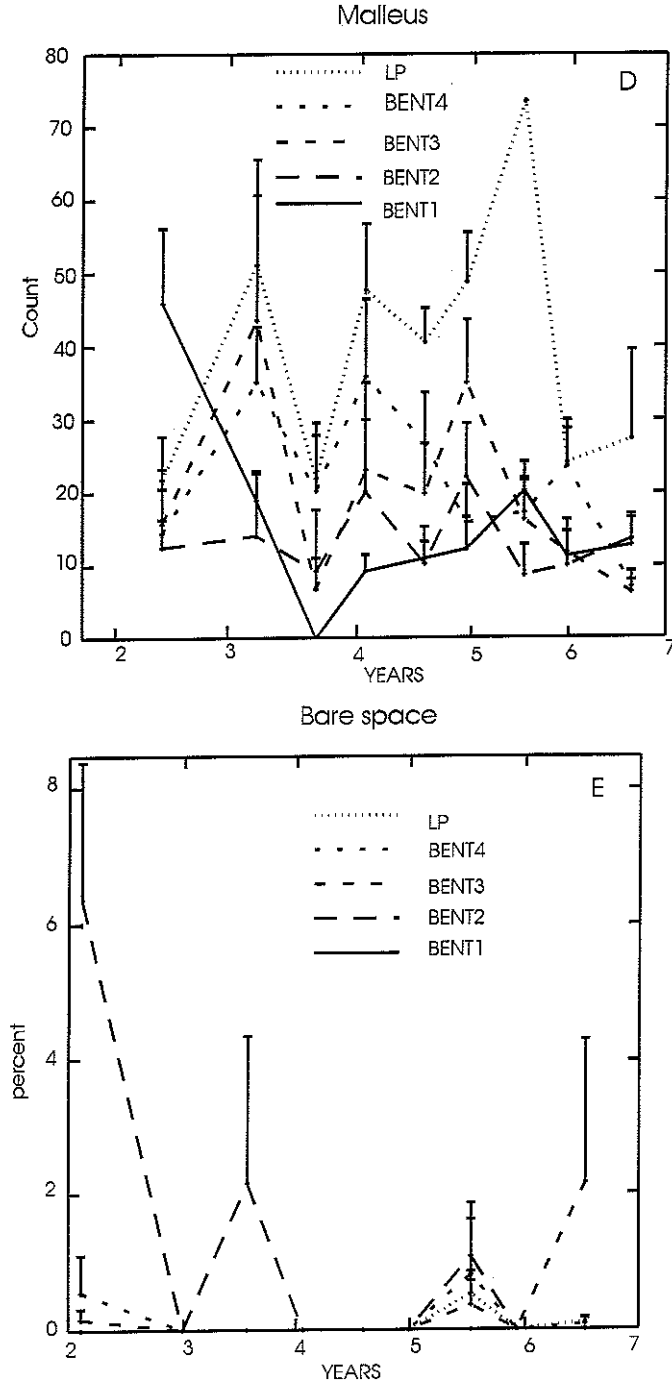 Malleus
80
70
60
50
40
30
20
10
0
Count
LP
BENT4
BENT3
BENT2
BENT1
D
2 3 4 5 6 7
YEARS
Bare space
8
6
4
2
0
percent
LP
BENT4
BENT3
BENT2
BENT1
E
2 3 4 5 6 7
YEARS